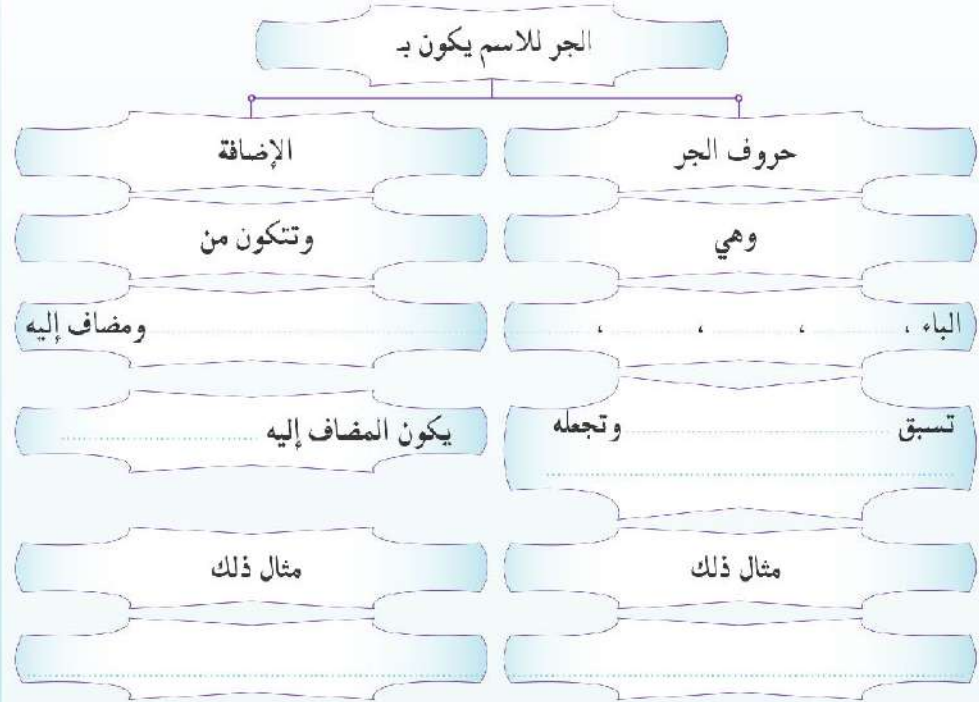 الجر للاسم يكون بـ
حروف الجر
الإضافة
وهي
وتتكون من
الباء ، ............ ، ............ ، ............ ، ............
............ ومضاف إليه
تسبق ............ وتجعله
............
يكون المضاف إليه ............
مثال ذلك
مثال ذلك
............
............